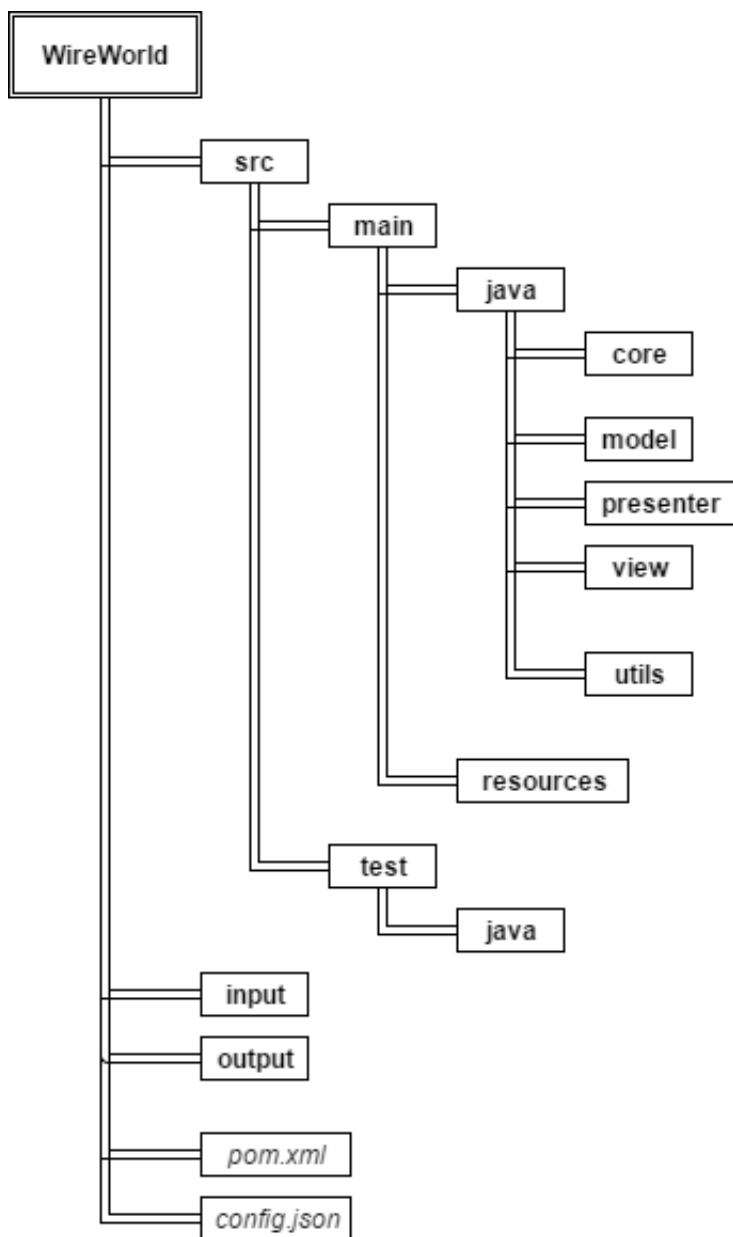 WireWorld
src
main
java
core
model
presenter
view
utils
resources
test
java
input
output
pom.xml
config.json